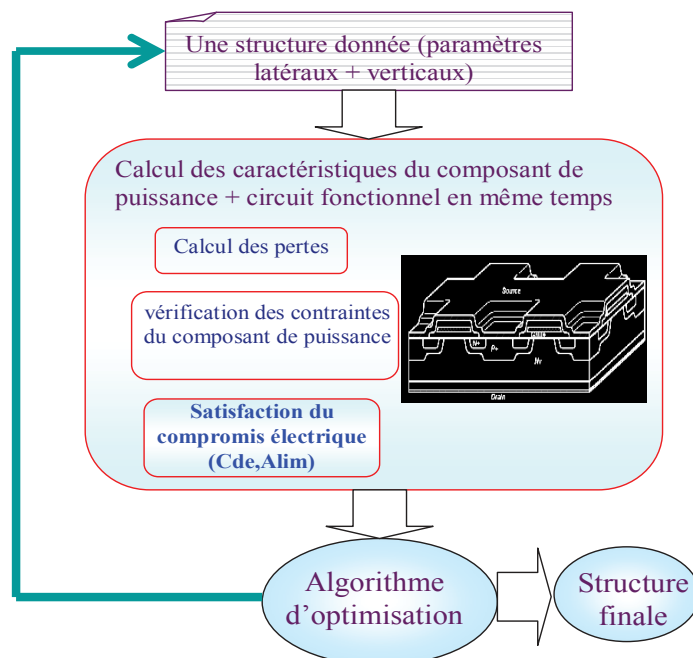 Une structure donnée (paramètres
latéraux + verticaux)
Calcul des caractéristiques du composant de
puissance + circuit fonctionnel en même temps
Calcul des pertes
vérification des contraintes
du composant de puissance
Source
N+
P+
Drain
Satisfaction du
compromis électrique
(Cde,Alim)
Algorithme
d'optimisation
Structure
finale